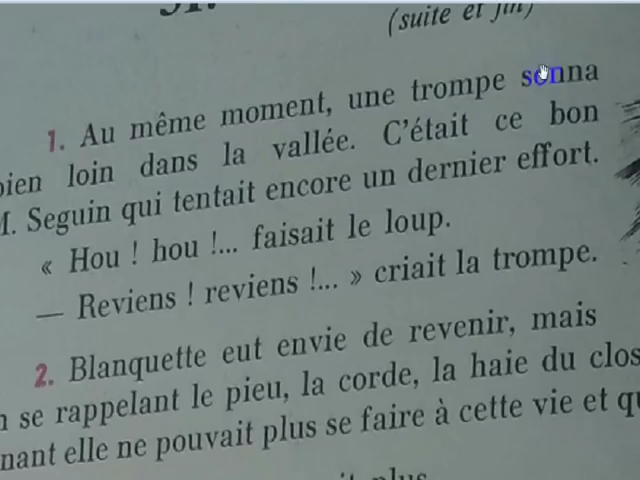 (suite et fin)
1. Au même moment, une trompe sonna
bien loin dans la vallée. C'était ce bon
M. Seguin qui tentait encore un dernier effort.
« Hou ! hou !... faisait le loup.
— Reviens ! reviens !... » criait la trompe.
2. Blanquette eut envie de revenir, mais
se rappelant le pieu, la corde, la haie du clos
elle ne pouvait plus se faire à cette vie et
plus